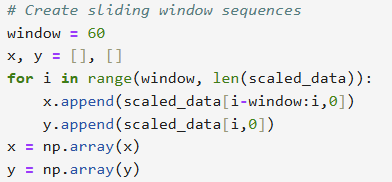 # Create sliding window sequences
window = 60
x, y = [], []
for i in range(window, len(scaled_data)):
    x.append(scaled_data[i-window:i,0])
    y.append(scaled_data[i,0])
x = np.array(x)
y = np.array(y)